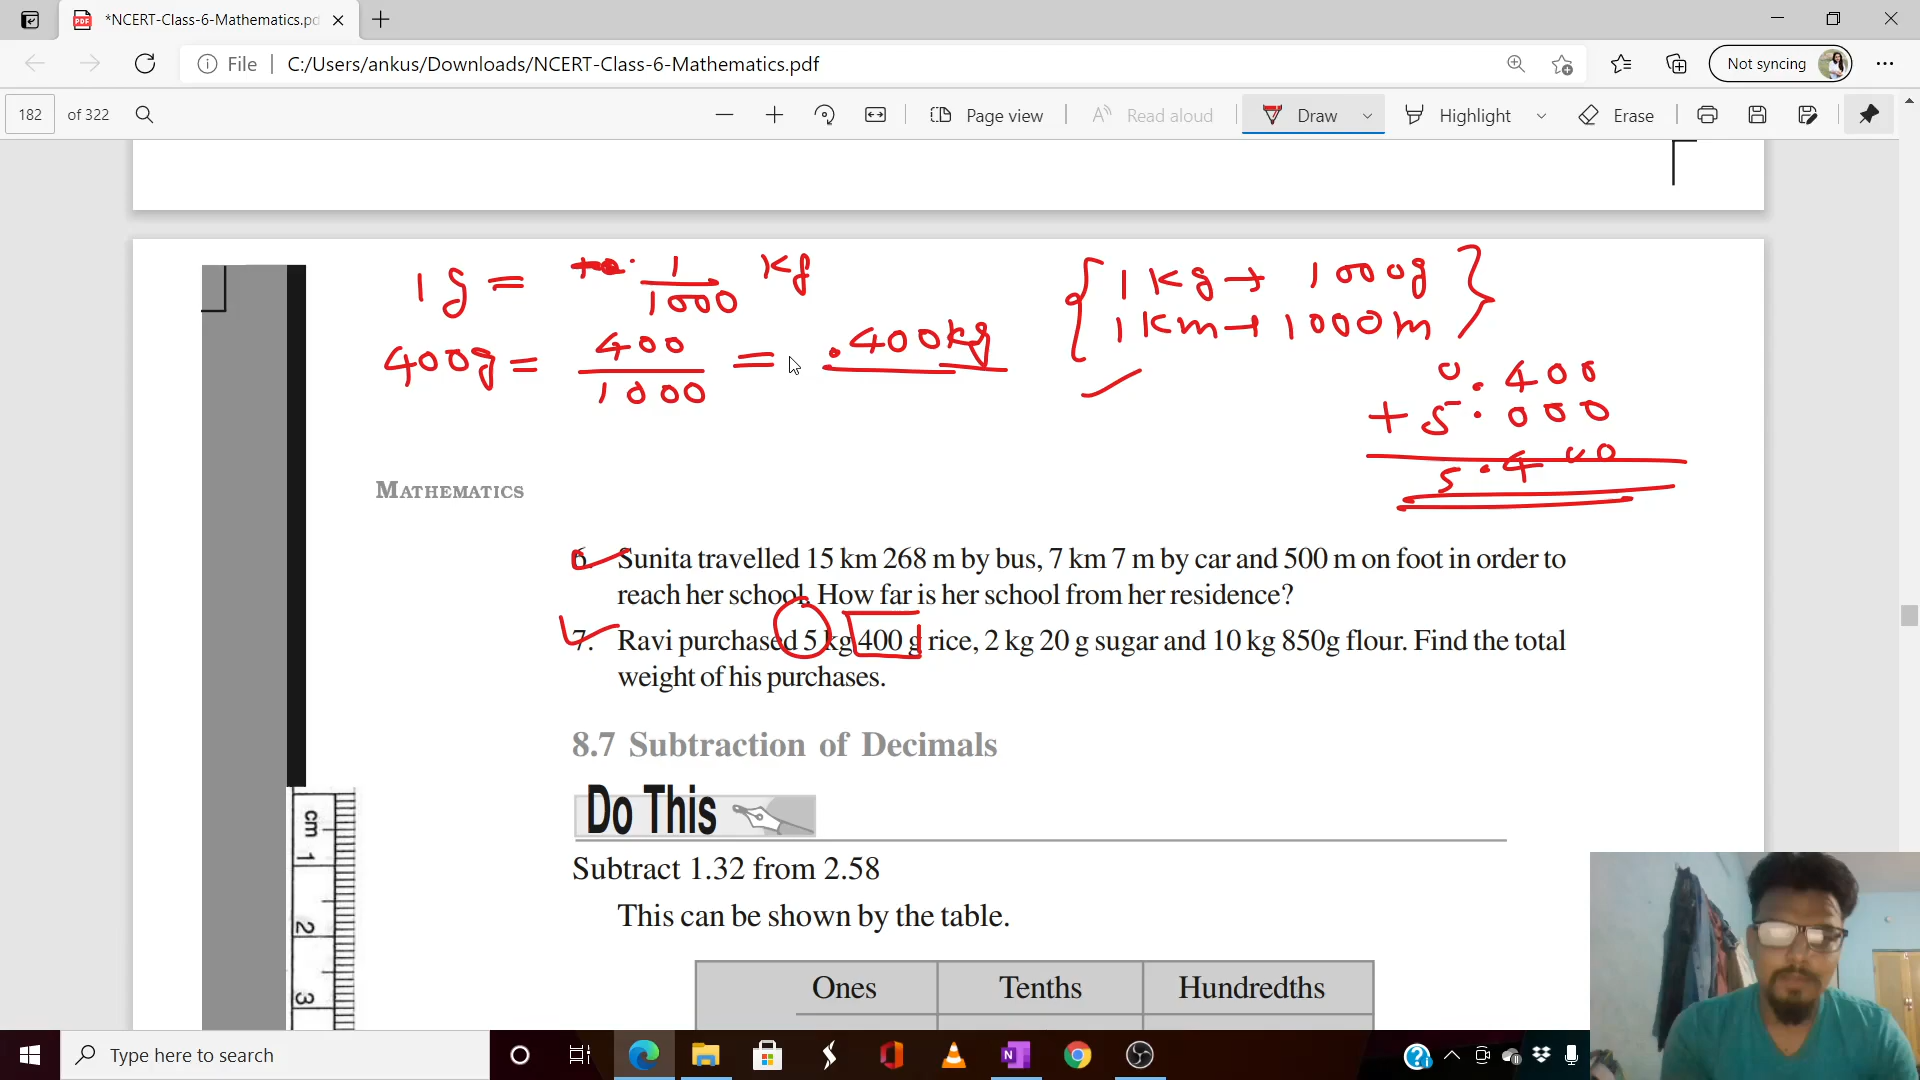 *NCERT-Class-6-Mathematics.pd
File | C:/Users/ankus/Downloads/NCERT-Class-6-Mathematics.pdf
Not syncing
182 of 322
Page view
Read aloud
Draw
Highlight
Erase
1 g = 1/1000 kg
{ 1 kg → 1000g }
1 km → 1000m
400g = 400/1000 = .400kg
0.400
+ 5.000
5.400
MATHEMATICS
6. Sunita travelled 15 km 268 m by bus, 7 km 7 m by car and 500 m on foot in order to
reach her school. How far is her school from her residence?
7. Ravi purchased 5 kg 400 g rice, 2 kg 20 g sugar and 10 kg 850g flour. Find the total
weight of his purchases.
8.7 Subtraction of Decimals
Do This
cm
1
2
3
Subtract 1.32 from 2.58
This can be shown by the table.
Ones Tenths Hundredths
Type here to search